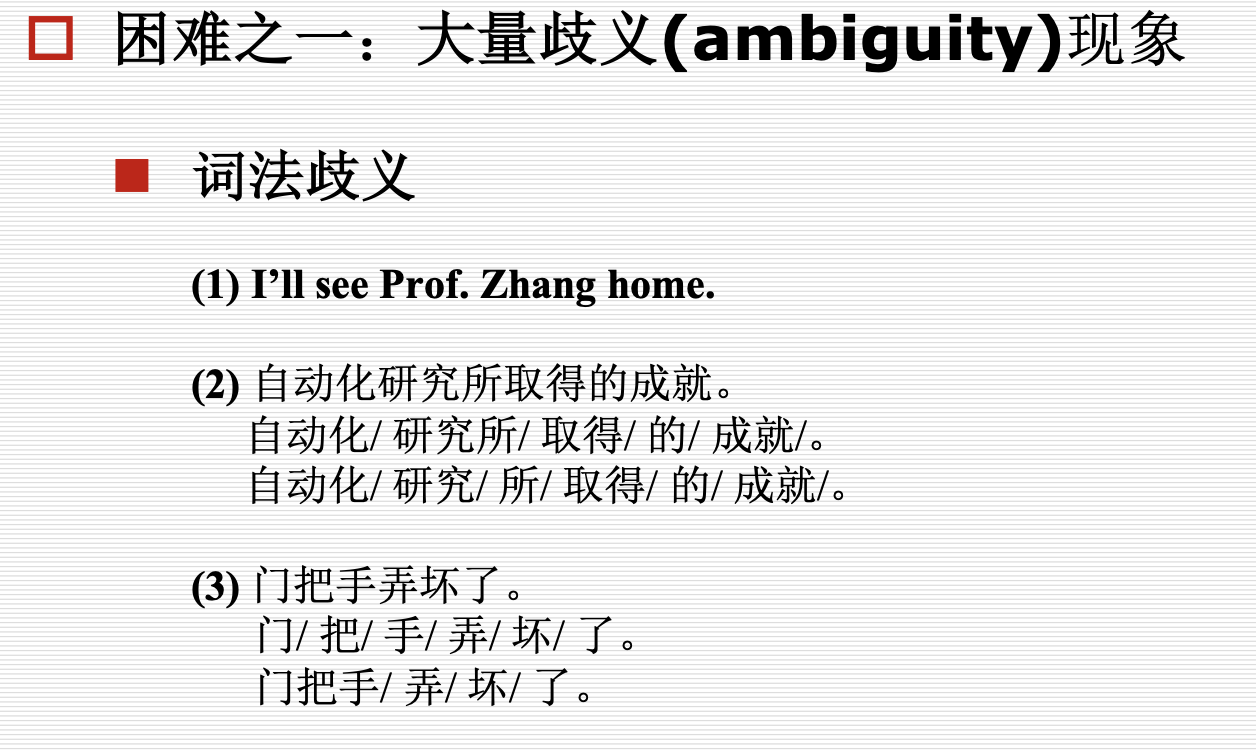 困难之一：大量歧义(ambiguity)现象
词法歧义
(1) I’ll see Prof. Zhang home.
(2) 自动化研究所取得的成就。
自动化/ 研究所/ 取得/ 的/ 成就/。
自动化/ 研究/ 所/ 取得/ 的/ 成就/。
(3) 门把手弄坏了。
门/ 把/ 手/ 弄/ 坏/ 了。
门把手/ 弄/ 坏/ 了。